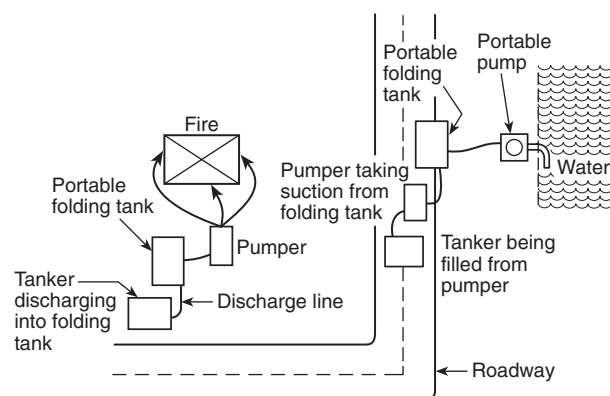 Portable
folding
tank
Portable
pump
Fire
Water
Portable
folding tank
Pumper taking
suction from
folding tank
Pumper
Tanker being
filled from
pumper
Tanker
discharging
into folding
tank
Discharge line
Roadway